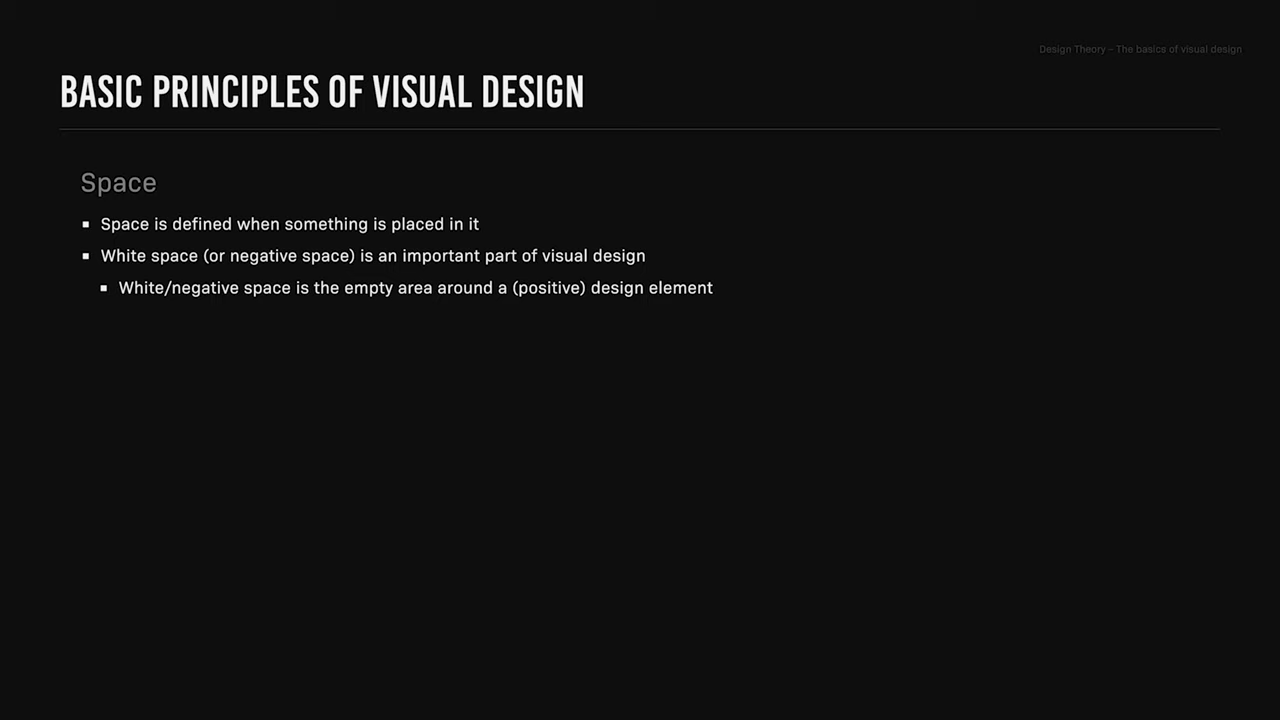 Design Theory – The basics of visual design
BASIC PRINCIPLES OF VISUAL DESIGN
Space
▪ Space is defined when something is placed in it
▪ White space (or negative space) is an important part of visual design
▪ White/negative space is the empty area around a (positive) design element